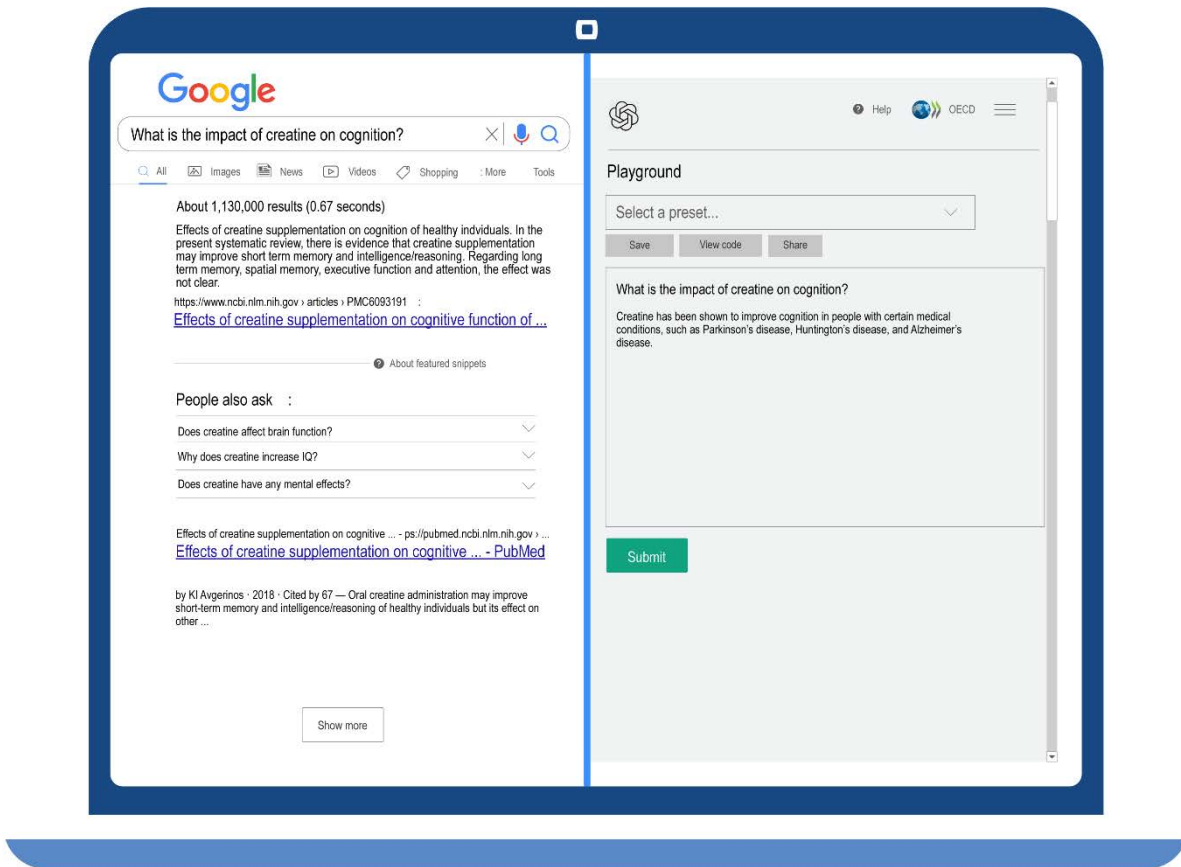 Google
What is the impact of creatine on cognition?
All Images News Videos Shopping : More Tools
About 1,130,000 results (0.67 seconds)
Effects of creatine supplementation on cognition of healthy indviduals. In the
present systematic review, there is evidence that creatine supplementation
may improve short term memory and intelligence/reasoning. Regarding long
term memory, spatial memory, executive function and attention, the effect was
not clear.
https://www.ncbi.nlm.nih.gov › articles › PMC6093191 :
Effects of creatine supplementation on cognitive function of ...
? About featured snippets
People also ask :
Does creatine affect brain function?
Why does creatine increase IQ?
Does creatine have any mental effects?
Effects of creatine supplementation on cognitive ... - ps://pubmed.ncbi.nlm.nih.gov › ...
Effects of creatine supplementation on cognitive ... - PubMed
by KI Avgerinos · 2018 · Cited by 67 — Oral creatine administration may improve
short-term memory and intelligence/reasoning of healthy individuals but its effect on
other ...
Show more
? Help OECD
Playground
Select a preset...
Save View code Share
What is the impact of creatine on cognition?
Creatine has been shown to improve cognition in people with certain medical
conditions, such as Parkinson's disease, Huntington's disease, and Alzheimer's
disease.
Submit